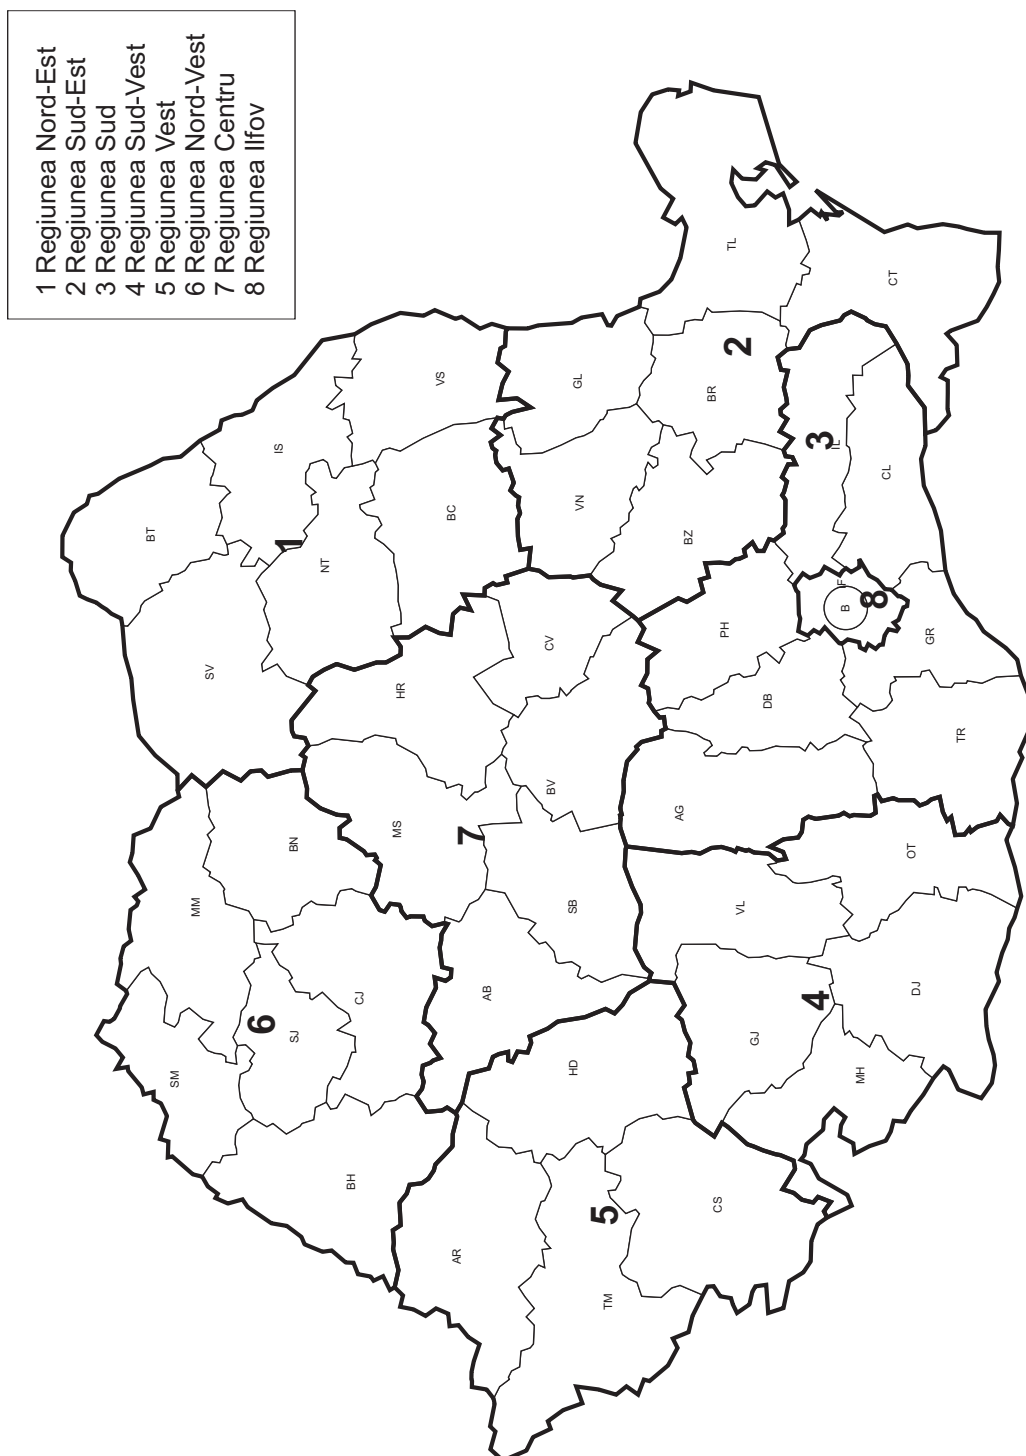 1 Regiunea Nord-Est
2 Regiunea Sud-Est
3 Regiunea Sud
4 Regiunea Sud-Vest
5 Regiunea Vest
6 Regiunea Nord-Vest
7 Regiunea Centru
8 Regiunea Ilfov
SM
MM
BT
SV
6
SJ
BN
1
IS
BH
CJ
NT
MS
HR
VS
AR
AB
7
BC
TM
5
HD
SB
BV
CV
VN
GL
CS
GJ
VL
AG
PH
BZ
BR
2
TL
4
DB
3
IL
MH
DJ
OT
TR
B
IF
8
GR
CL
CT